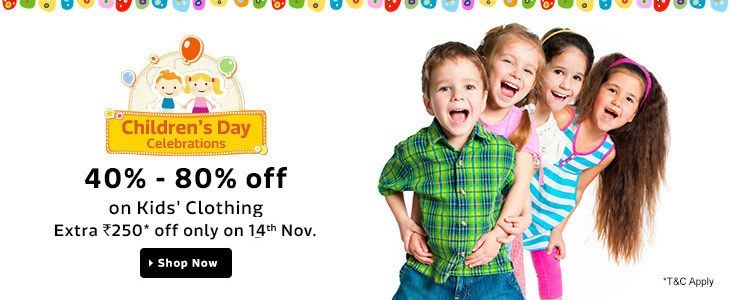 Children's Day
Celebrations
40% - 80% off
on Kids' Clothing
Extra ₹250* off only on 14th Nov.
Shop Now
*T&C Apply